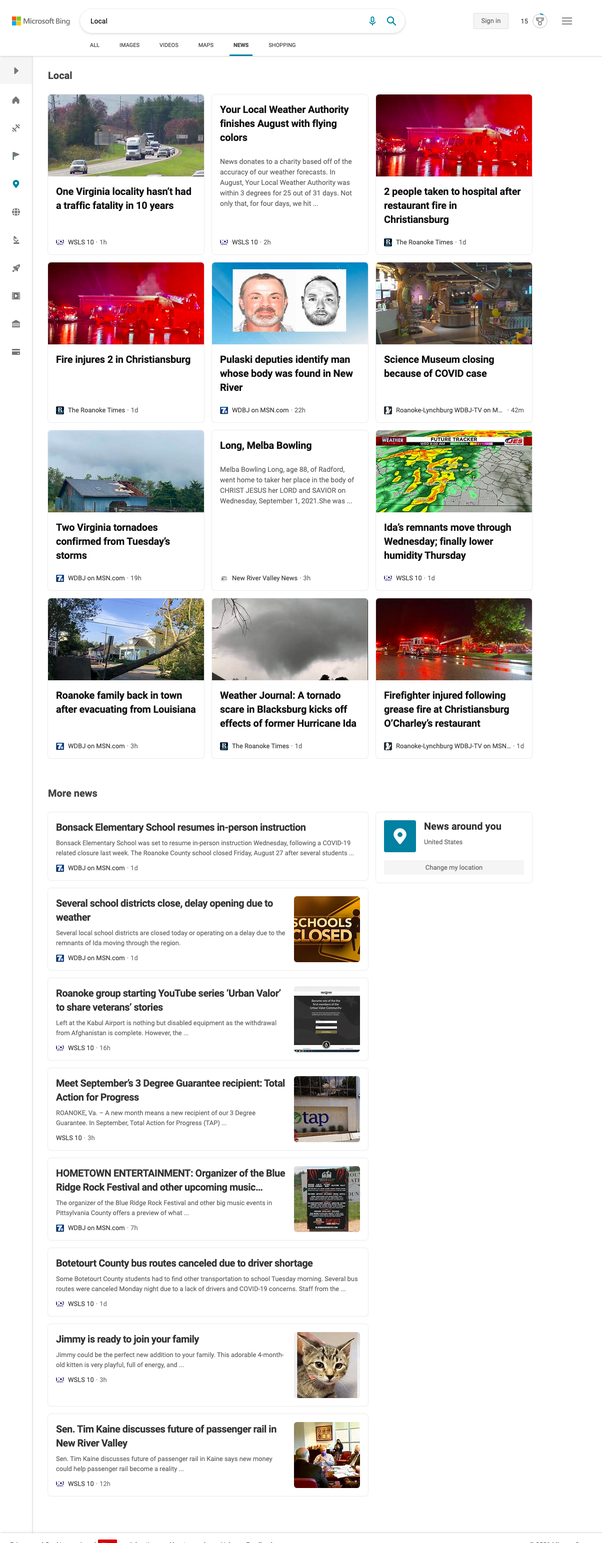 Microsoft Bing
Local
Sign in
15
ALL
IMAGES
VIDEOS
MAPS
NEWS
SHOPPING
Local
One Virginia locality hasn't had
a traffic fatality in 10 years
WSLS 10 · 1h
Your Local Weather Authority
finishes August with flying
colors
News donates to a charity based off of the
accuracy of our weather forecasts. In
August, Your Local Weather Authority was
within 3 degrees for 25 out of 31 days. Not
only that, for four days, we hit ...
WSLS 10 · 2h
2 people taken to hospital after
restaurant fire in
Christiansburg
The Roanoke Times · 1d
Fire injures 2 in Christiansburg
The Roanoke Times · 1d
Pulaski deputies identify man
whose body was found in New
River
WDBJ on MSN.com · 22h
Science Museum closing
because of COVID case
Roanoke-Lynchburg WDBJ-TV on M... · 42m
Two Virginia tornadoes
confirmed from Tuesday's
storms
WDBJ on MSN.com · 19h
Long, Melba Bowling
Melba Bowling Long, age 88, of Radford,
went home to taker her place in the body of
CHRIST JESUS her LORD and SAVIOR on
Wednesday, September 1, 2021.She was ...
New River Valley News · 3h
WEATHER
FUTURE TRACKER
Ida's remnants move through
Wednesday; finally lower
humidity Thursday
WSLS 10 · 1d
Roanoke family back in town
after evacuating from Louisiana
WDBJ on MSN.com · 3h
Weather Journal: A tornado
scare in Blacksburg kicks off
effects of former Hurricane Ida
The Roanoke Times · 1d
Firefighter injured following
grease fire at Christiansburg
O'Charley's restaurant
Roanoke-Lynchburg WDBJ-TV on MSN... · 1d
More news
Bonsack Elementary School resumes in-person instruction
Bonsack Elementary School was set to resume in-person instruction Wednesday, following a COVID-19
related closure last week. The Roanoke County school closed Friday, August 27 after several students ...
WDBJ on MSN.com · 1d
News around you
United States
Change my location
Several school districts close, delay opening due to
weather
Several local school districts are closed today or operating on a delay due to the
remnants of Ida moving through the region.
WDBJ on MSN.com · 1d
SCHOOLS
CLOSED
Roanoke group starting YouTube series 'Urban Valor'
to share veterans' stories
Left at the Kabul Airport is nothing but disabled equipment as the withdrawal
from Afghanistan is complete. However, the ...
WSLS 10 · 16h
Meet September's 3 Degree Guarantee recipient: Total
Action for Progress
ROANOKE, Va. – A new month means a new recipient of our 3 Degree
Guarantee. In September, Total Action for Progress (TAP) ...
WSLS 10 · 3h
tap
HOMETOWN ENTERTAINMENT: Organizer of the Blue
Ridge Rock Festival and other upcoming music...
The organizer of the Blue Ridge Rock Festival and other big music events in
Pittsylvania County offers a preview of what ...
WDBJ on MSN.com · 7h
Botetourt County bus routes canceled due to driver shortage
Some Botetourt County students had to find other transportation to school Tuesday morning. Several bus
routes were canceled Monday night due to a lack of drivers and COVID-19 concerns. Staff from the ...
WSLS 10 · 1d
Jimmy is ready to join your family
Jimmy could be the perfect new addition to your family. This adorable 4-month-
old kitten is very playful, full of energy, and ...
WSLS 10 · 3h
Sen. Tim Kaine discusses future of passenger rail in
New River Valley
Sen. Tim Kaine discusses future of passenger rail in Kaine says new money
could help passenger rail become a reality ...
WSLS 10 · 12h